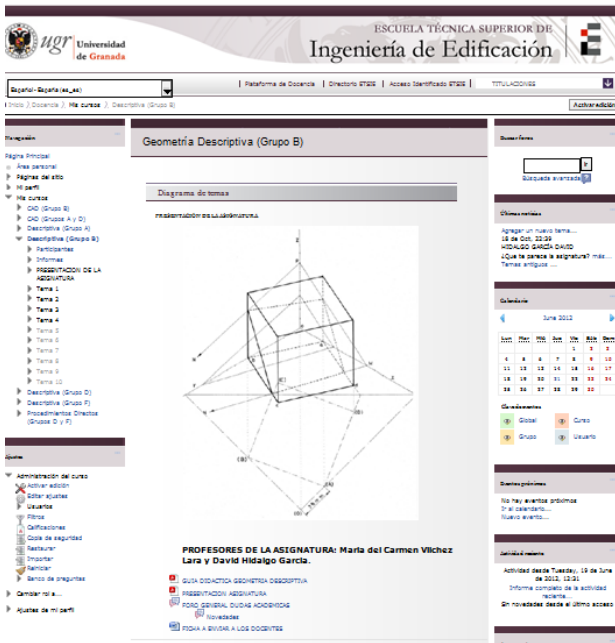 ugr Universidad de Granada
ESCUELA TÉCNICA SUPERIOR DE
Ingeniería de Edificación
Español - España (es_es)
| Plataforma de Docencia | Directorio ETSIE | Acceso Identificado ETSIE | TITULACIONES
Inicio ) Docencia ) Mis cursos ) Descriptiva (Grupo B)
Activar edición
Navegación
Página Principal
Área personal
Páginas del sitio
Mi perfil
Mis cursos
CAD (Grupo B)
CAD (Grupos A y D)
Descriptiva (Grupo A)
Descriptiva (Grupo B)
Participantes
Informes
PRESENTACION DE LA
ASIGNATURA
Tema 1
Tema 2
Tema 3
Tema 4
Tema 5
Tema 6
Tema 7
Tema 8
Tema 9
Tema 10
Descriptiva (Grupo D)
Descriptiva (Grupo F)
Procedimientos Directos
(Grupos D y F)
Ajustes
Administración del curso
Activar edición
Editar ajustes
Usuarios
Filtros
Calificaciones
Copia de seguridad
Restaurar
Importar
Reiniciar
Banco de preguntas
Cambiar rol a...
Ajustes de mi perfil
Geometría Descriptiva (Grupo B)
Diagrama de temas
PRESENTACIÓN DE LA ASIGNATURA
PROFESORES DE LA ASIGNATURA: Maria del Carmen Vilchez
Lara y David Hidalgo Garcia.
GUIA DIDACTICA GEOMETRIA DESCRIPTIVA
PRESENTACION ASIGNATURA
FORO GENERAL DUDAS ACADEMICAS
Novedades
FICHA A ENVIAR A LOS DOCENTES
Buscar foros
Ir
Búsqueda avanzada
Últimas noticias
Agregar un nuevo tema...
18 de Oct, 22:39
HIDALGO GARCÍA DAVID
¿Que te parece la asignatura? más...
Temas antiguos ...
Calendario
June 2012
Lun Mar Mié Jue Vie Sáb Dom
1 2 3
4 5 6 7 8 9 10
11 12 13 14 15 16 17
18 19 20 21 22 23 24
25 26 27 28 29 30
Clave de eventos
Global Curso
Grupo Usuario
Eventos próximos
No hay eventos próximos
Ir al calendario...
Nuevo evento...
Actividad reciente
Actividad desde Tuesday, 19 de June
de 2012, 12:31
Informe completo de la actividad
reciente...
Sin novedades desde el último acceso